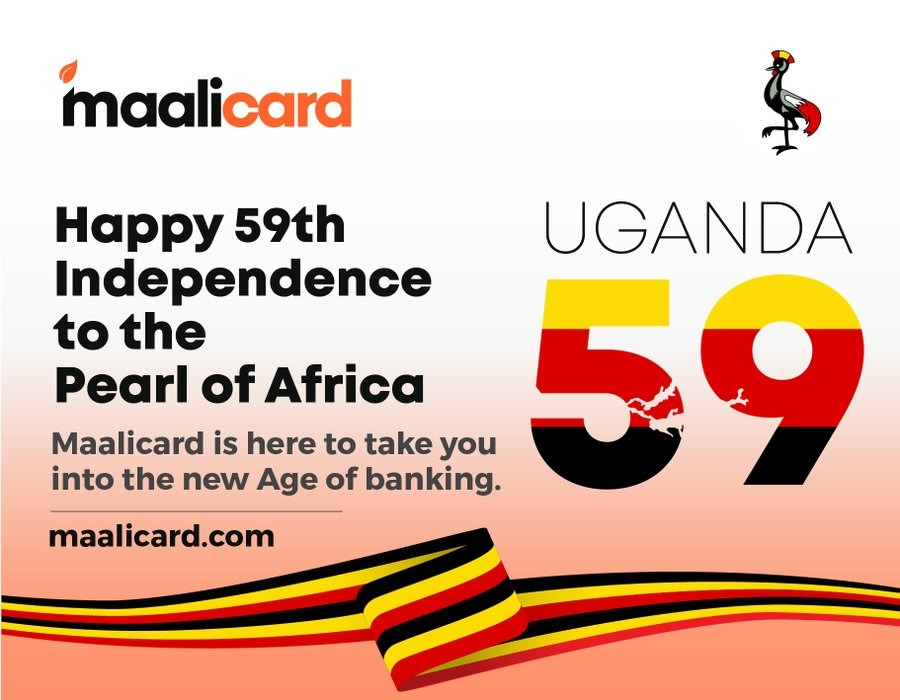 maalicard
Happy 59th
Independence
to the
Pearl of Africa
Maalicard is here to take you
into the new Age of banking.
maalicard.com
UGANDA
59